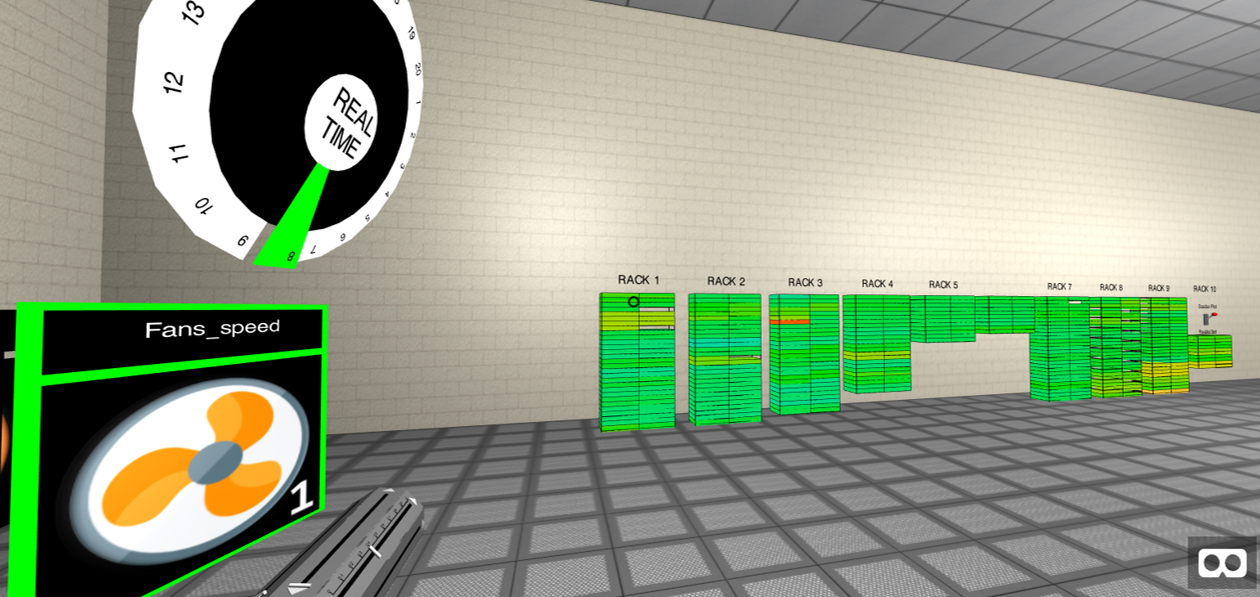 13
12
11
10
9
8
7
6
5
4
3
2
1
20
19
REAL
TIME
Fans_speed
1
RACK 1
RACK 2
RACK 3
RACK 4
RACK 5
RACK 7
RACK 8
RACK 9
RACK 10